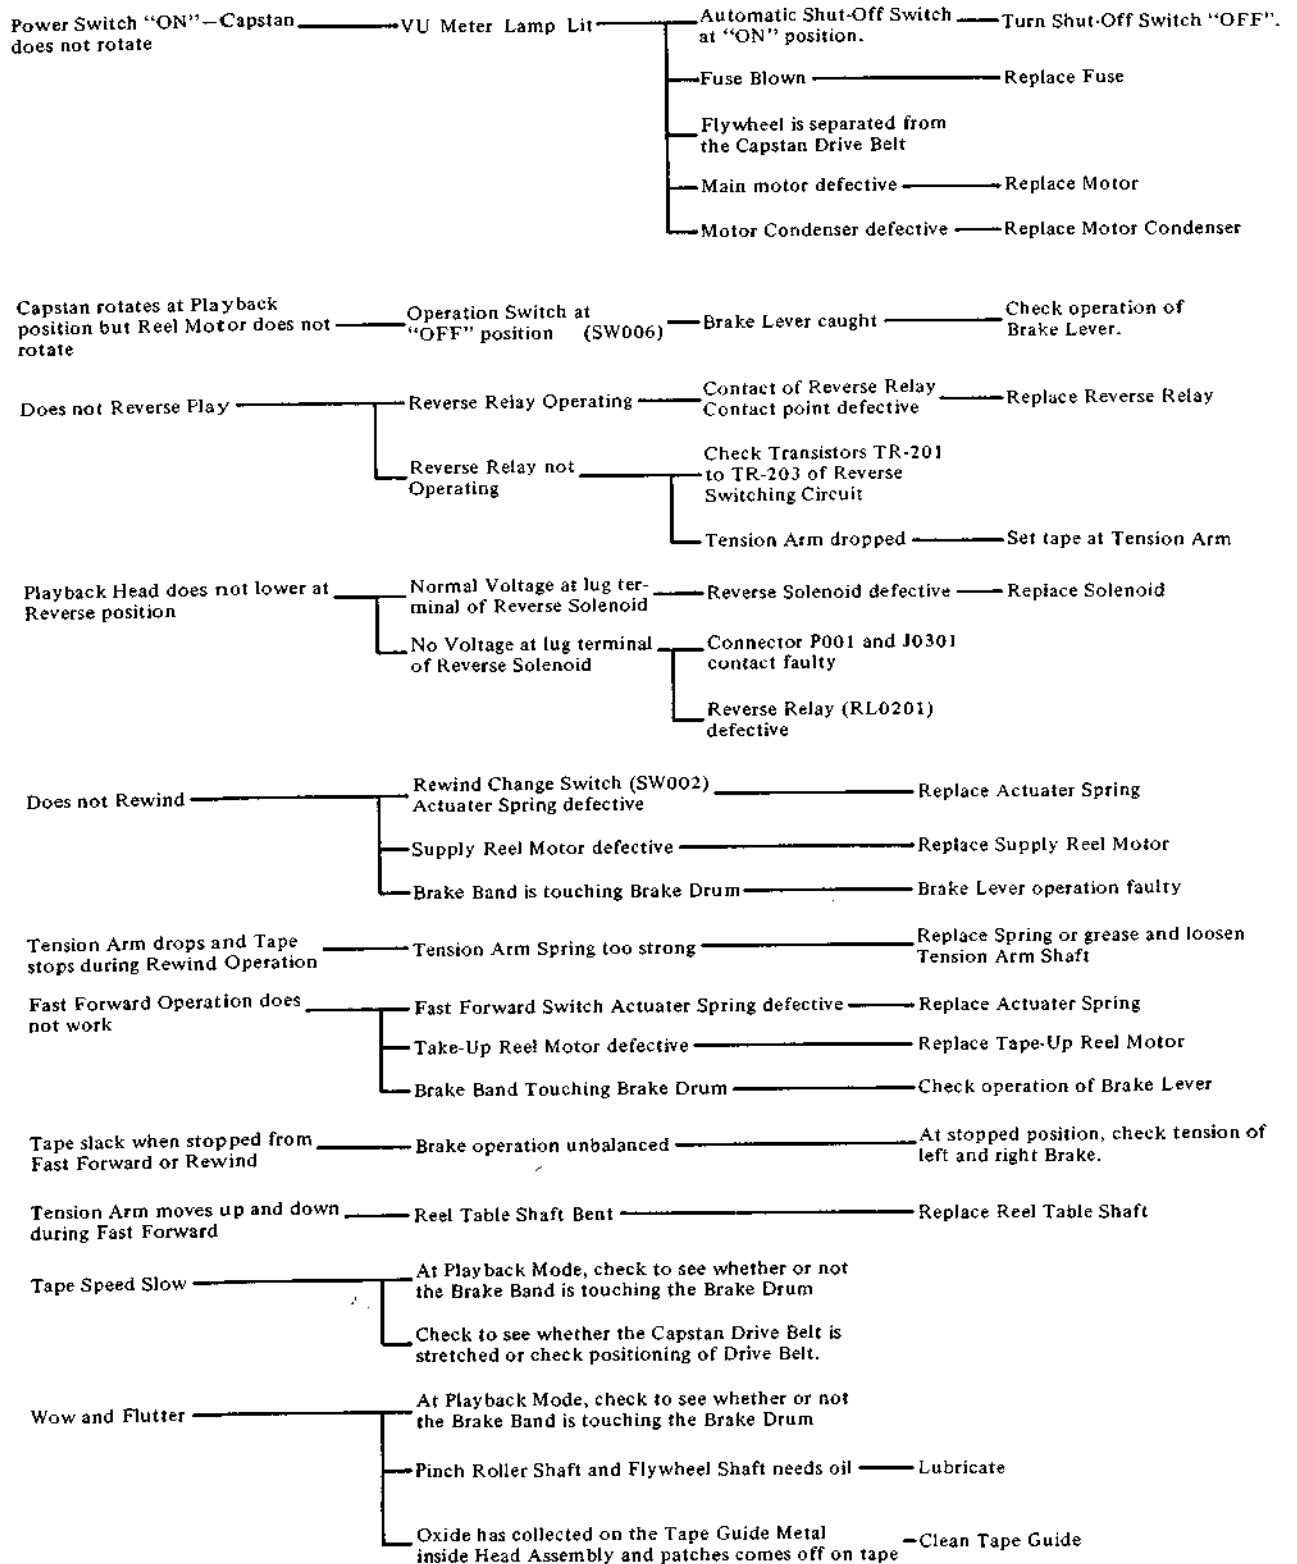 Power Switch “ON”—Capstan
does not rotate
VU Meter Lamp Lit
Automatic Shut-Off Switch
at “ON” position.
Turn Shut-Off Switch “OFF”.
Fuse Blown
Replace Fuse
Flywheel is separated from
the Capstan Drive Belt
Main motor defective
Replace Motor
Motor Condenser defective
Replace Motor Condenser
Capstan rotates at Playback
position but Reel Motor does not
rotate
Operation Switch at
“OFF” position (SW006)
Brake Lever caught
Check operation of
Brake Lever.
Does not Reverse Play
Reverse Relay Operating
Contact of Reverse Relay
Contact point defective
Replace Reverse Relay
Reverse Relay not
Operating
Check Transistors TR-201
to TR-203 of Reverse
Switching Circuit
Tension Arm dropped
Set tape at Tension Arm
Playback Head does not lower at
Reverse position
Normal Voltage at lug ter-
minal of Reverse Solenoid
Reverse Solenoid defective
Replace Solenoid
No Voltage at lug terminal
of Reverse Solenoid
Connector P001 and J0301
contact faulty
Reverse Relay (RL0201)
defective
Does not Rewind
Rewind Change Switch (SW002)
Actuater Spring defective
Replace Actuater Spring
Supply Reel Motor defective
Replace Supply Reel Motor
Brake Band is touching Brake Drum
Brake Lever operation faulty
Tension Arm drops and Tape
stops during Rewind Operation
Tension Arm Spring too strong
Replace Spring or grease and loosen
Tension Arm Shaft
Fast Forward Operation does
not work
Fast Forward Switch Actuater Spring defective
Replace Actuater Spring
Take-Up Reel Motor defective
Replace Tape-Up Reel Motor
Brake Band Touching Brake Drum
Check operation of Brake Lever
Tape slack when stopped from
Fast Forward or Rewind
Brake operation unbalanced
At stopped position, check tension of
left and right Brake.
Tension Arm moves up and down
during Fast Forward
Reel Table Shaft Bent
Replace Reel Table Shaft
Tape Speed Slow
At Playback Mode, check to see whether or not
the Brake Band is touching the Brake Drum
Check to see whether the Capstan Drive Belt is
stretched or check positioning of Drive Belt.
Wow and Flutter
At Playback Mode, check to see whether or not
the Brake Band is touching the Brake Drum
Pinch Roller Shaft and Flywheel Shaft needs oil
Lubricate
Oxide has collected on the Tape Guide Metal
inside Head Assembly and patches comes off on tape
Clean Tape Guide